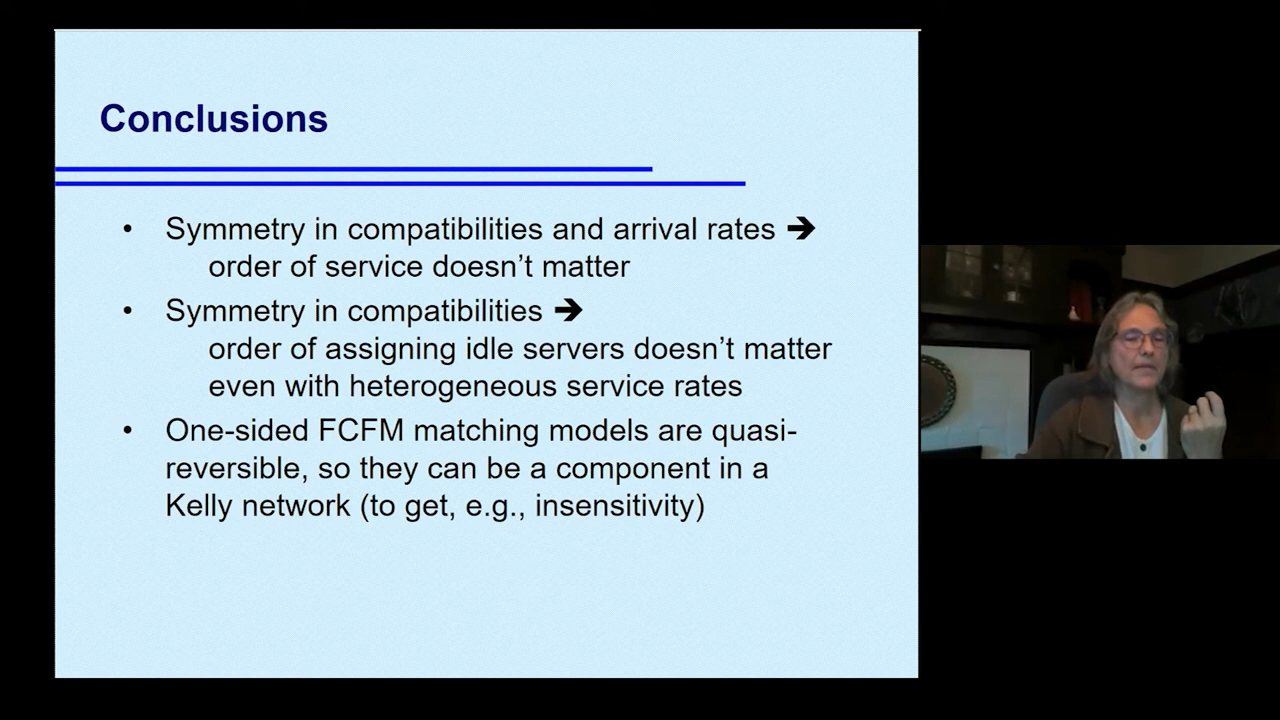 Conclusions
• Symmetry in compatibilities and arrival rates ➔
order of service doesn’t matter
• Symmetry in compatibilities ➔
order of assigning idle servers doesn’t matter
even with heterogeneous service rates
• One-sided FCFM matching models are quasi-
reversible, so they can be a component in a
Kelly network (to get, e.g., insensitivity)